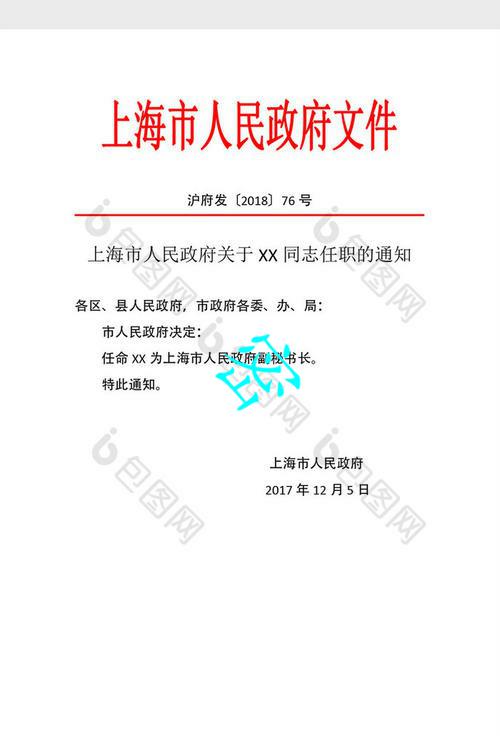 上海市人民政府文件
沪府发〔2018〕76 号
上海市人民政府关于 XX 同志任职的通知
各区、县人民政府，市政府各委、办、局：
市人民政府决定：
任命 XX 为上海市人民政府副秘书长。
密
特此通知。
上海市人民政府
2017 年 12 月 5 日
包图网
包图网
包图网
包图网
包图网
包图网